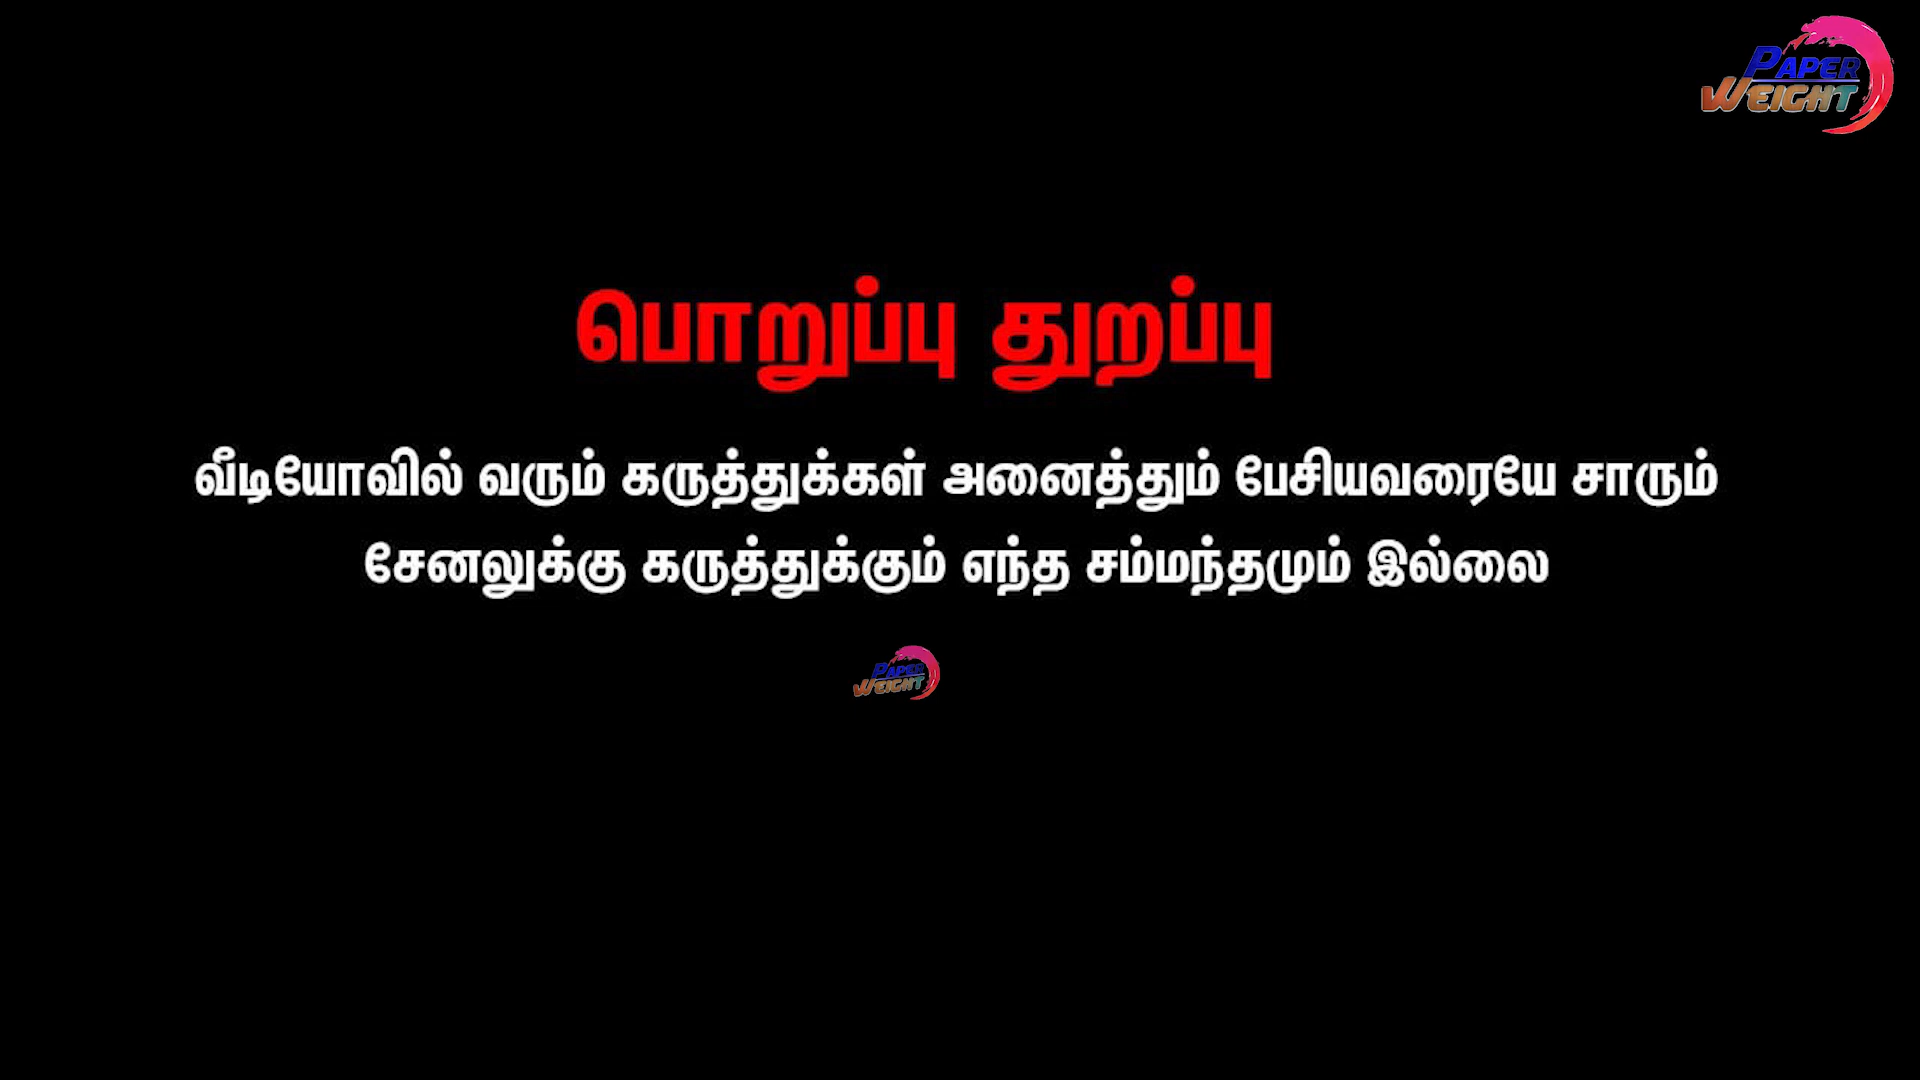 PAPER
WEIGHT
பொறுப்பு துறப்பு
வீடியோவில் வரும் கருத்துக்கள் அனைத்தும் பேசியவரையே சாரும்
சேனலுக்கு கருத்துக்கும் எந்த சம்மந்தமும் இல்லை
PAPER
WEIGHT